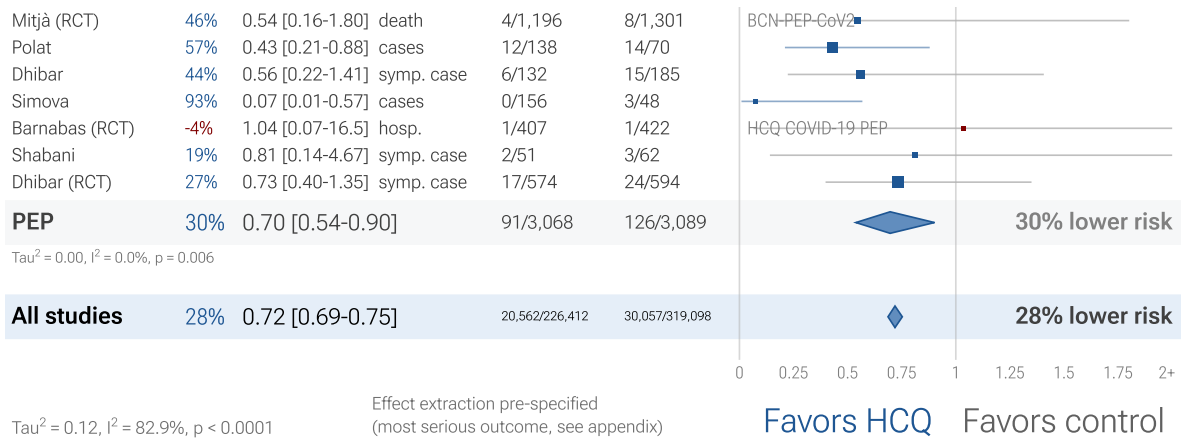 Mitjà (RCT) 46% 0.54 [0.16-1.80] death 4/1,196 8/1,301 BCN-PEP-CoV2
Polat 57% 0.43 [0.21-0.88] cases 12/138 14/70
Dhibar 44% 0.56 [0.22-1.41] symp. case 6/132 15/185
Simova 93% 0.07 [0.01-0.57] cases 0/156 3/48
Barnabas (RCT) -4% 1.04 [0.07-16.5] hosp. 1/407 1/422 HCQ COVID-19 PEP
Shabani 19% 0.81 [0.14-4.67] symp. case 2/51 3/62
Dhibar (RCT) 27% 0.73 [0.40-1.35] symp. case 17/574 24/594
PEP 30% 0.70 [0.54-0.90] 91/3,068 126/3,089 30% lower risk
Tau² = 0.00, I² = 0.0%, p = 0.006
All studies 28% 0.72 [0.69-0.75] 20,562/226,412 30,057/319,098 28% lower risk
0 0.25 0.5 0.75 1 1.25 1.5 1.75 2+
Effect extraction pre-specified
Tau² = 0.12, I² = 82.9%, p < 0.0001 (most serious outcome, see appendix) Favors HCQ Favors control